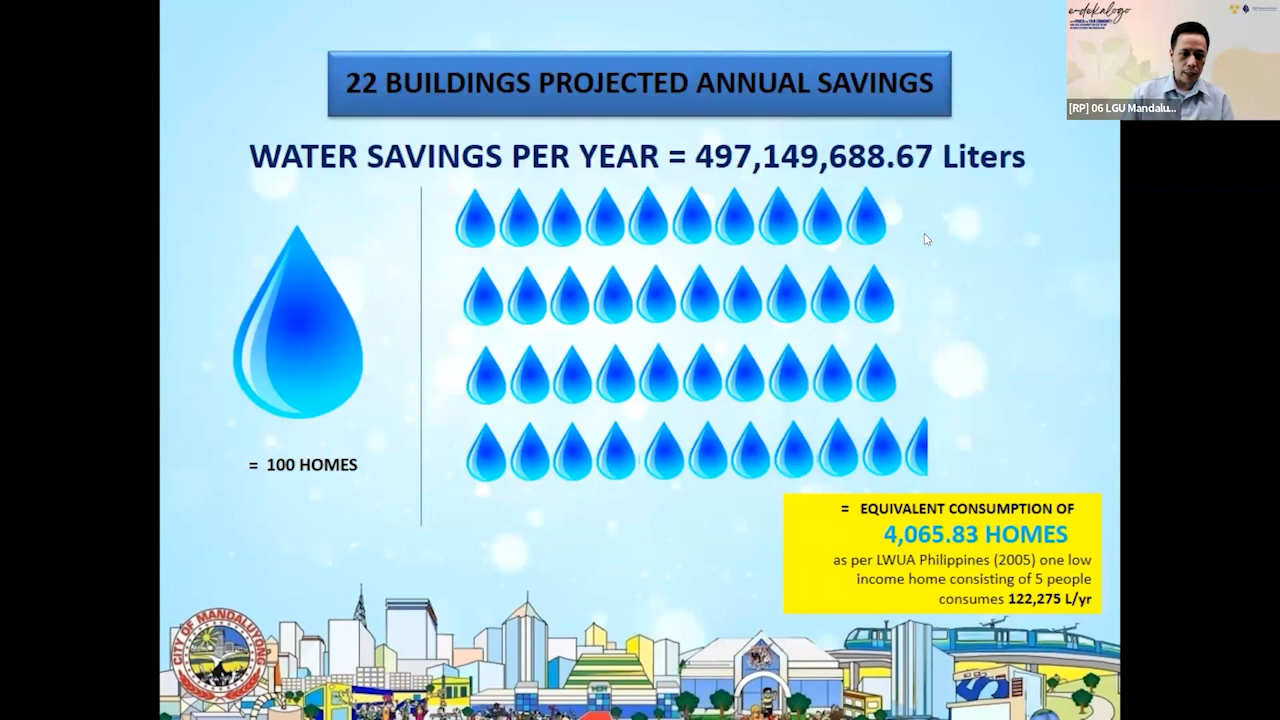 22 BUILDINGS PROJECTED ANNUAL SAVINGS
WATER SAVINGS PER YEAR = 497,149,688.67 Liters
= 100 HOMES
= EQUIVALENT CONSUMPTION OF
4,065.83 HOMES
as per LWUA Philippines (2005) one low
income home consisting of 5 people
consumes 122,275 L/yr
CITY OF MANDALUYONG
e-dekalogo
[RP] 06 LGU Mandalu...